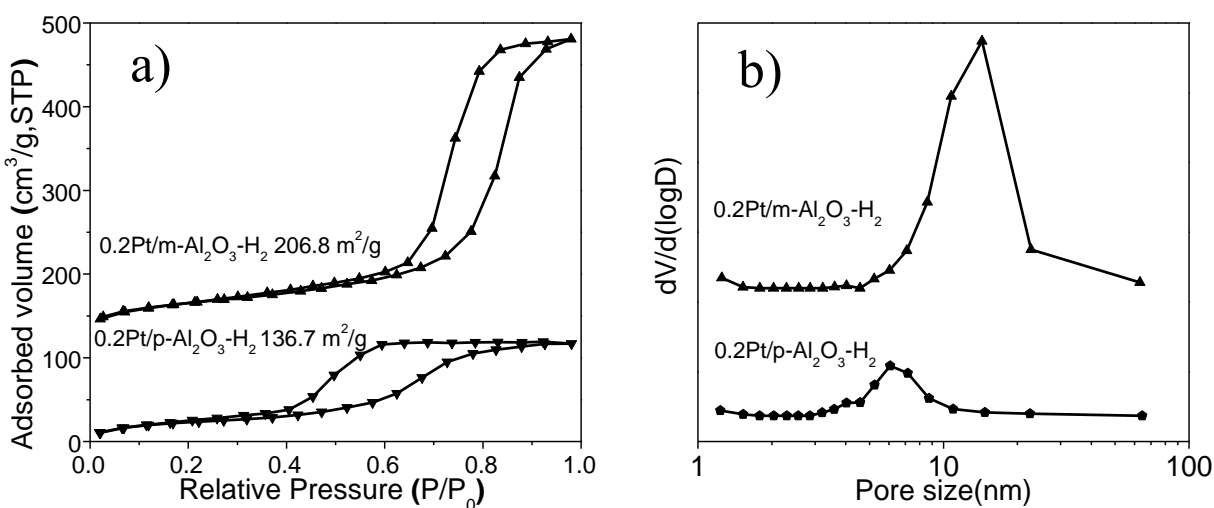 a)
Adsorbed volume (cm³/g,STP)
500
400
300
200
100
0
0.2Pt/m-Al₂O₃-H₂ 206.8 m²/g
0.2Pt/p-Al₂O₃-H₂ 136.7 m²/g
0.0 0.2 0.4 0.6 0.8 1.0
Relative Pressure (P/P₀)
b)
dV/d(logD)
0.2Pt/m-Al₂O₃-H₂
0.2Pt/p-Al₂O₃-H₂
1 10 100
Pore size(nm)